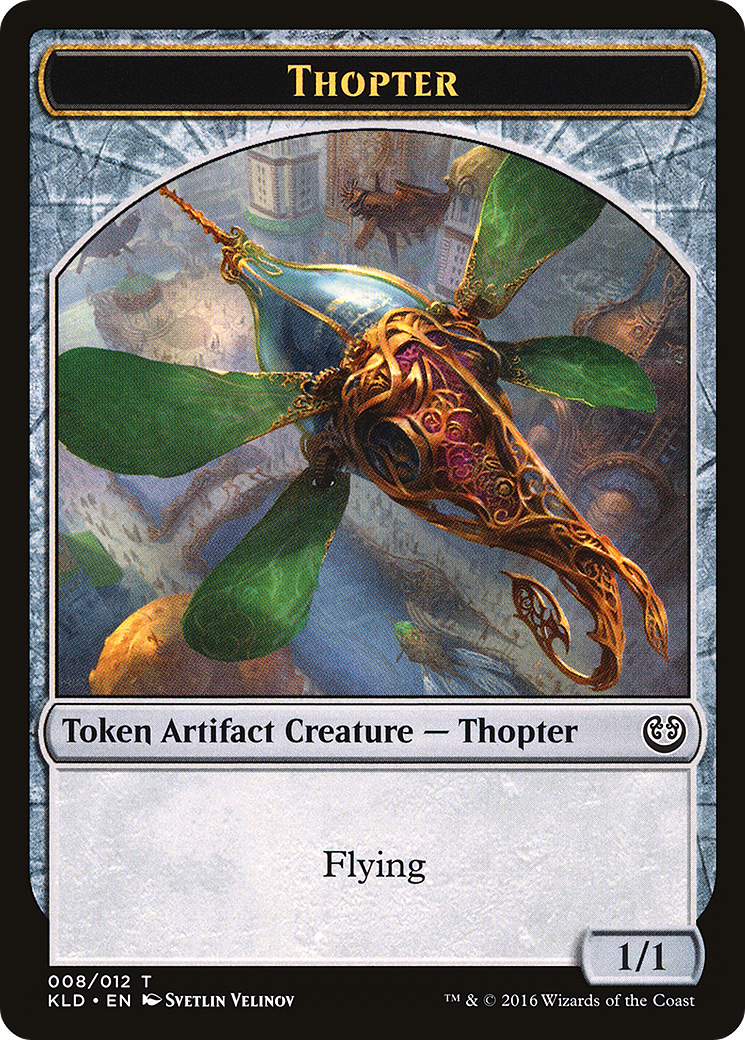 Thopter
Token Artifact Creature — Thopter
Flying
1/1
008/012 T
KLD • EN Svetlin Velinov
™ & © 2016 Wizards of the Coast